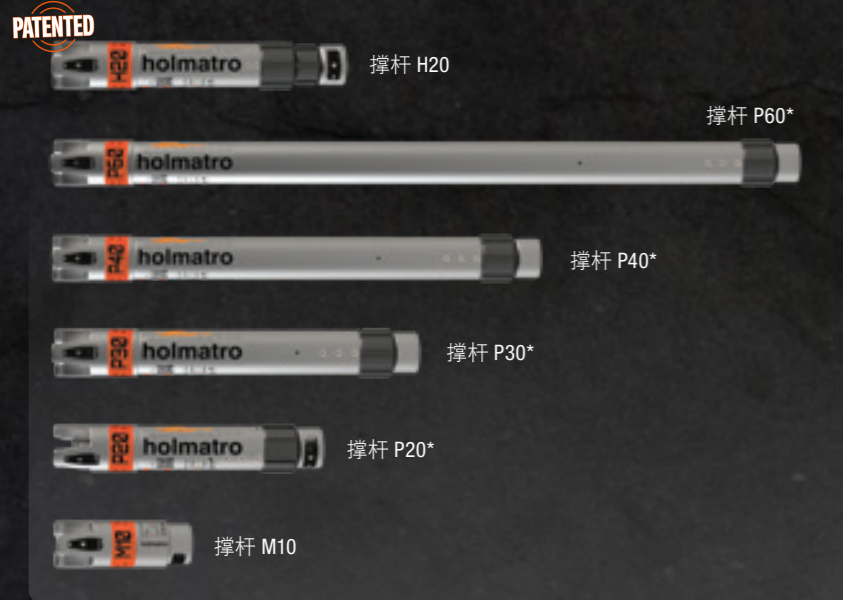 PATENTED
H20 holmatro
撑杆 H20
撑杆 P60*
P60 holmatro
P40 holmatro
撑杆 P40*
P30 holmatro
撑杆 P30*
P20 holmatro
撑杆 P20*
M10
撑杆 M10